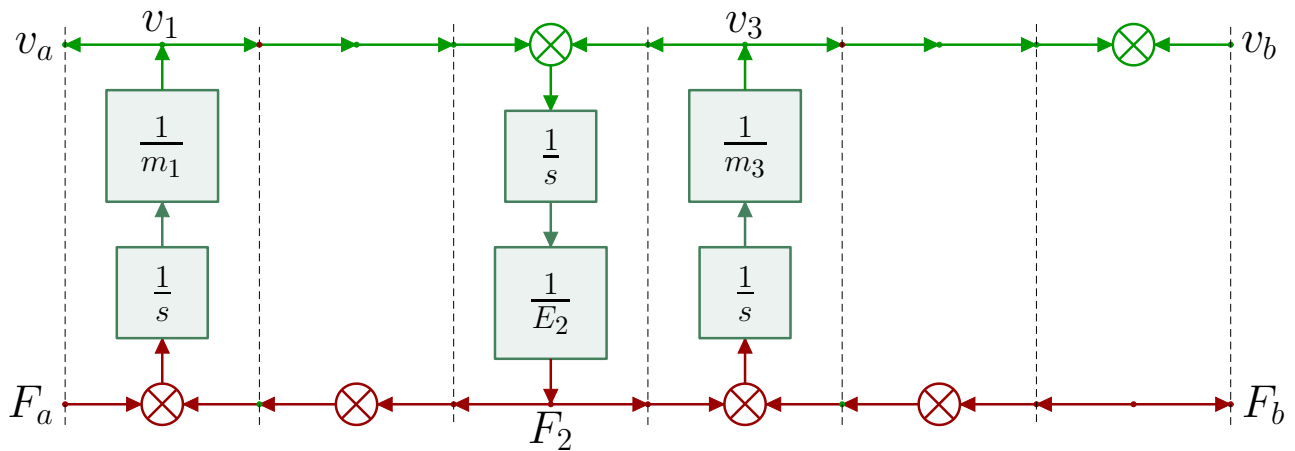 v_a v_1 v_3 v_b
1/m_1 1/s 1/m_3
1/s 1/E_2 1/s
F_a F_2 F_b